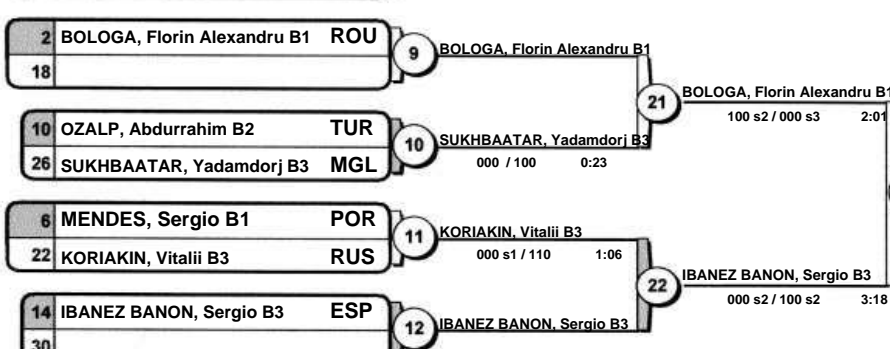 2 BOLOGA, Florin Alexandru B1 ROU
18
9
BOLOGA, Florin Alexandru B1
10 OZALP, Abdurrahim B2 TUR
26 SUKHBAATAR, Yadamdorj B3 MGL
10
SUKHBAATAR, Yadamdorj B3
000 / 100 0:23
21
BOLOGA, Florin Alexandru B1
100 s2 / 000 s3 2:01
6 MENDES, Sergio B1 POR
22 KORIAKIN, Vitalii B3 RUS
11
KORIAKIN, Vitalii B3
000 s1 / 110 1:06
14 IBANEZ BANON, Sergio B3 ESP
30
12
IBANEZ BANON, Sergio B3
22
IBANEZ BANON, Sergio B3
000 s2 / 100 s2 3:18